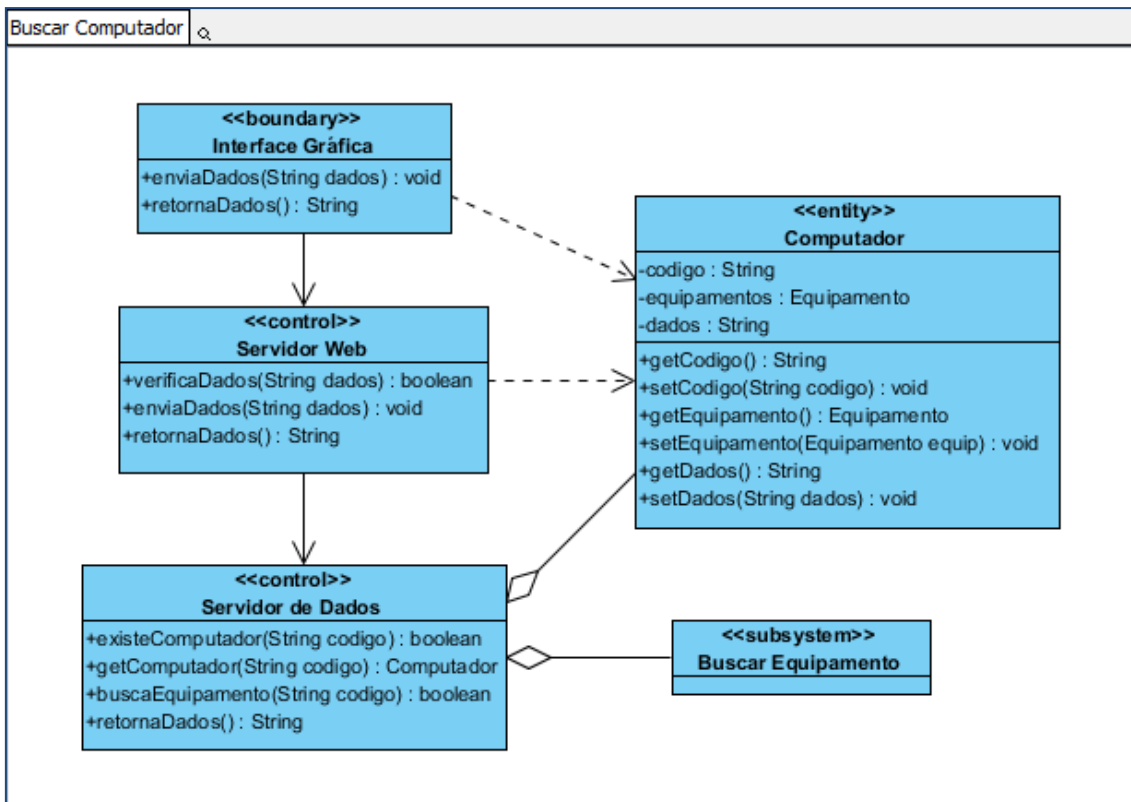 Buscar Computador
<<boundary>>
Interface Gráfica
+enviaDados(String dados) : void
+retornaDados() : String
<<entity>>
Computador
-codigo : String
-equipamentos : Equipamento
-dados : String
+getCodigo() : String
+setCodigo(String codigo) : void
+getEquipamento() : Equipamento
+setEquipamento(Equipamento equip) : void
+getDados() : String
+setDados(String dados) : void
<<control>>
Servidor Web
+verificaDados(String dados) : boolean
+enviaDados(String dados) : void
+retornaDados() : String
<<control>>
Servidor de Dados
+existeComputador(String codigo) : boolean
+getComputador(String codigo) : Computador
+buscaEquipamento(String codigo) : boolean
+retornaDados() : String
<<subsystem>>
Buscar Equipamento